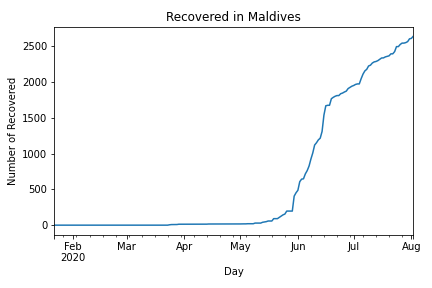 Recovered in Maldives
Number of Recovered
2500
2000
1500
1000
500
0
Feb Mar Apr May Jun Jul Aug
2020
Day